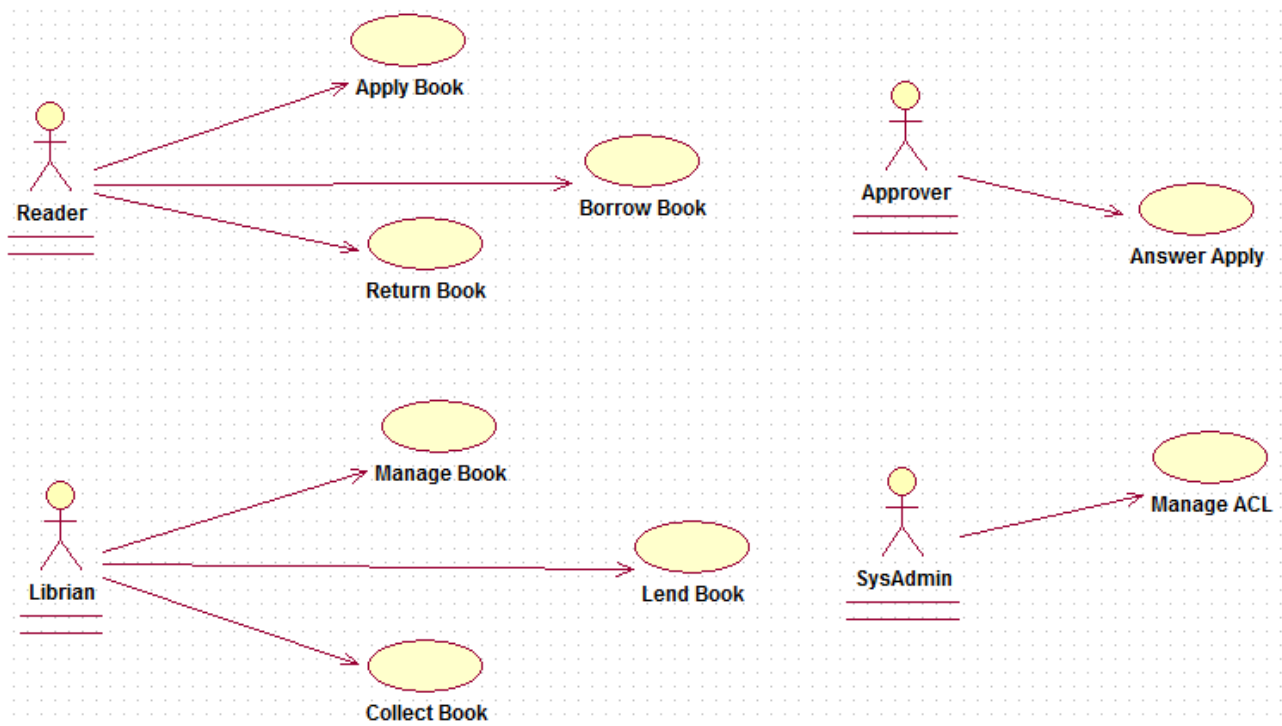 Apply Book
Reader
Borrow Book
Return Book
Approver
Answer Apply
Manage Book
Librian
Lend Book
Collect Book
Manage ACL
SysAdmin